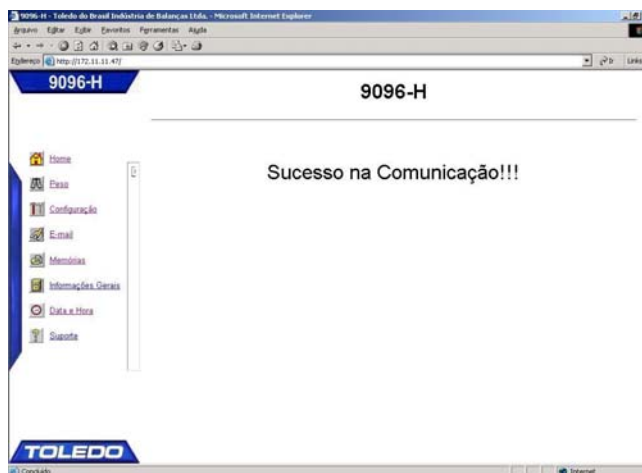 9096-H - Toledo do Brasil Indústria de Balanças Ltda. - Microsoft Internet Explorer
Arquivo Editar Exibir Favoritos Ferramentas Ajuda
Endereço http://172.11.11.47/ Ir Links
9096-H
9096-H
Sucesso na Comunicação!!!
Home
Peso
Configuração
E-mail
Memórias
Informações Gerais
Data e Hora
Suporte
TOLEDO
Concluído Internet